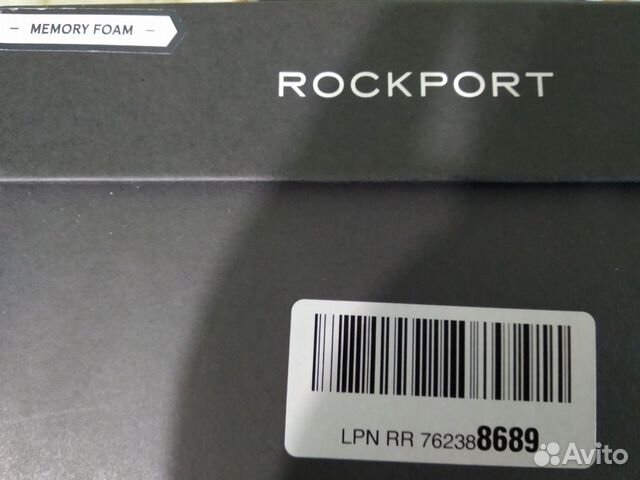 MEMORY FOAM
ROCKPORT
LPN RR 762388689
Avito